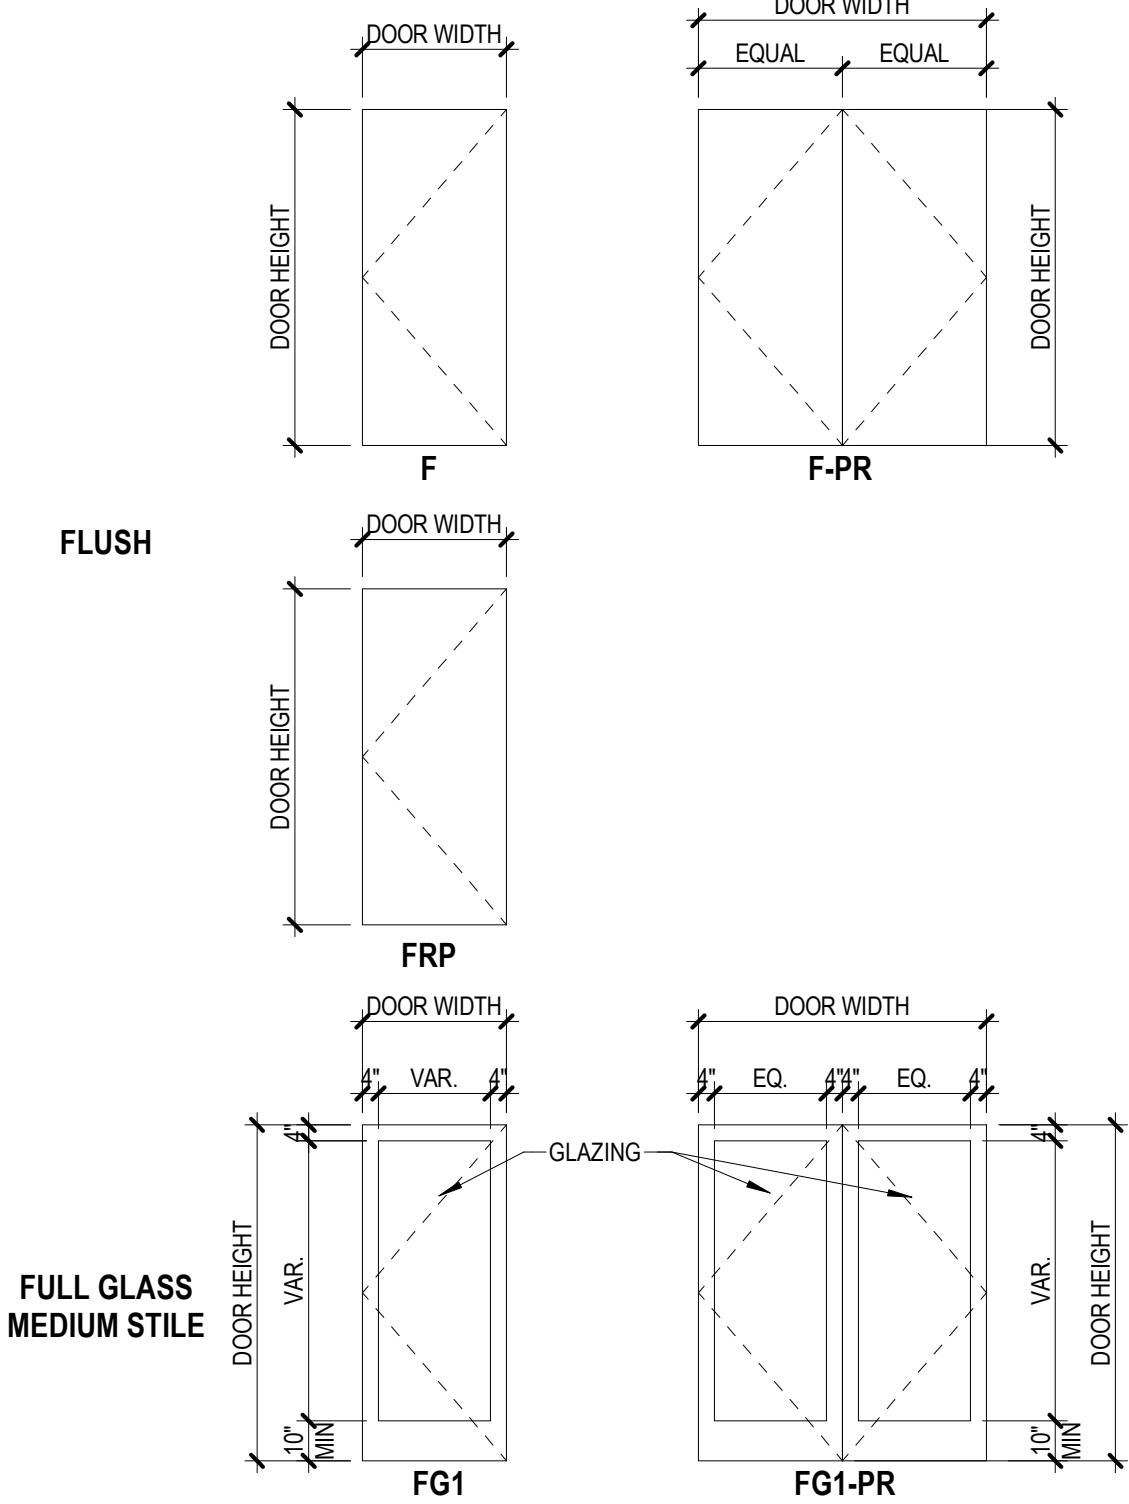 DOOR WIDTH
DOOR WIDTH
EQUAL
EQUAL
DOOR HEIGHT
DOOR HEIGHT
F
F-PR
FLUSH
DOOR WIDTH
DOOR HEIGHT
FRP
DOOR WIDTH
DOOR WIDTH
4"
VAR.
4"
4"
EQ.
4"
4"
EQ.
4"
4"
4"
GLAZING
DOOR HEIGHT
VAR.
VAR.
DOOR HEIGHT
FULL GLASS
MEDIUM STILE
10"
MIN
10"
MIN
FG1
FG1-PR